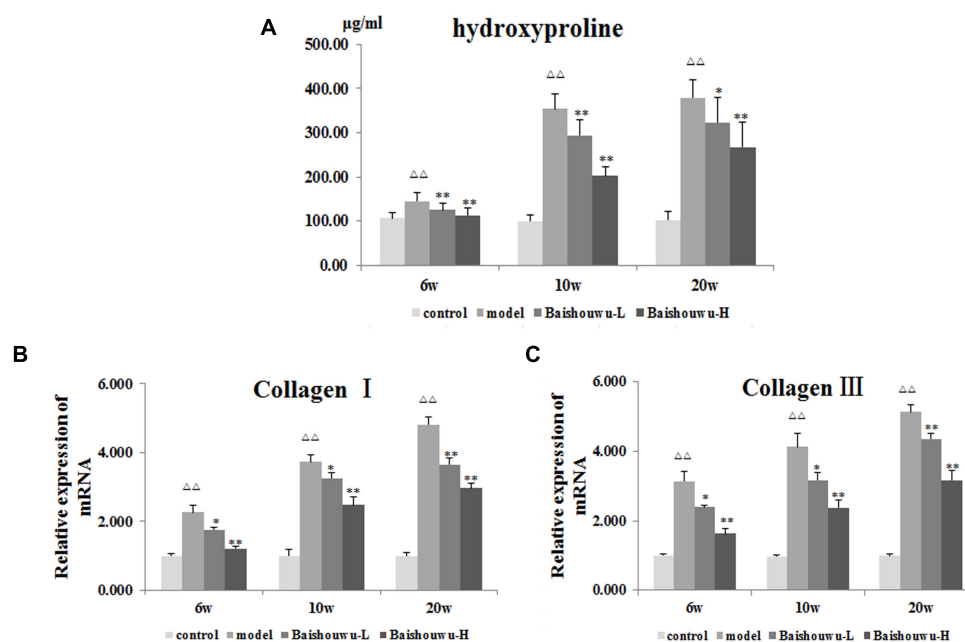 A
µg/ml
hydroxyproline
500.00
400.00
300.00
200.00
100.00
0.00
△△
**
**
△△
**
**
△△
*
**
6w
10w
20w
control
model
Baishouwu-L
Baishouwu-H
B
Collagen Ⅰ
Relative expression of
mRNA
6.000
4.000
2.000
0.000
△△
*
**
△△
*
**
△△
**
**
6w
10w
20w
control
model
Baishouwu-L
Baishouwu-H
C
Collagen Ⅲ
Relative expression of
mRNA
6.000
4.000
2.000
0.000
△△
*
**
△△
*
**
△△
**
**
6w
10w
20w
control
model
Baishouwu-L
Baishouwu-H